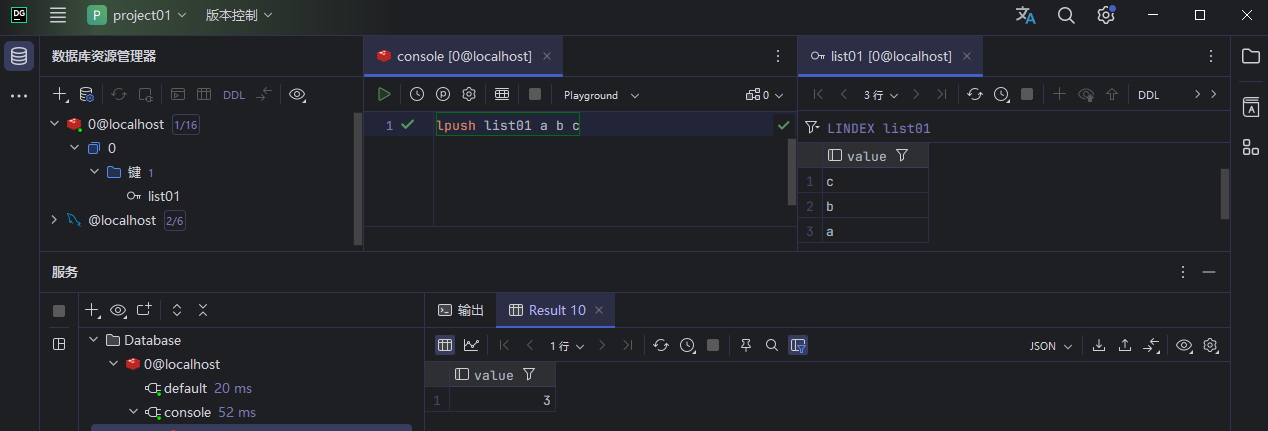 DG
P project01 版本控制
数据库资源管理器
console [0@localhost]
list01 [0@localhost]
DDL
Playground
0
3 行
DDL
0@localhost 1/16
0
键 1
list01
@localhost 2/6
1 lpush list01 a b c
LINDEX list01
value
1 c
2 b
3 a
服务
输出 Result 10
Database
0@localhost
default 20 ms
console 52 ms
1 行
JSON
value
1 3